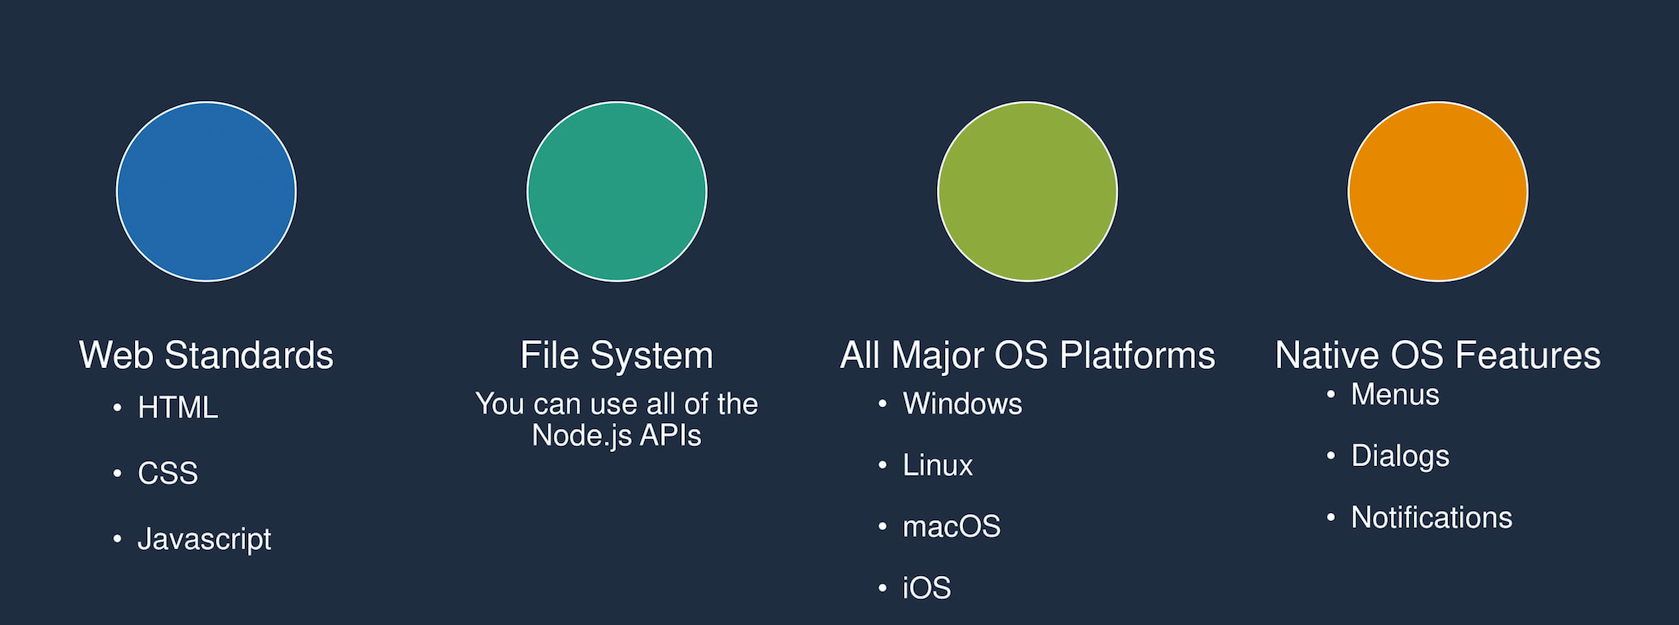 Web Standards
• HTML
• CSS
• Javascript
File System
You can use all of the
Node.js APIs
All Major OS Platforms
• Windows
• Linux
• macOS
• iOS
Native OS Features
• Menus
• Dialogs
• Notifications